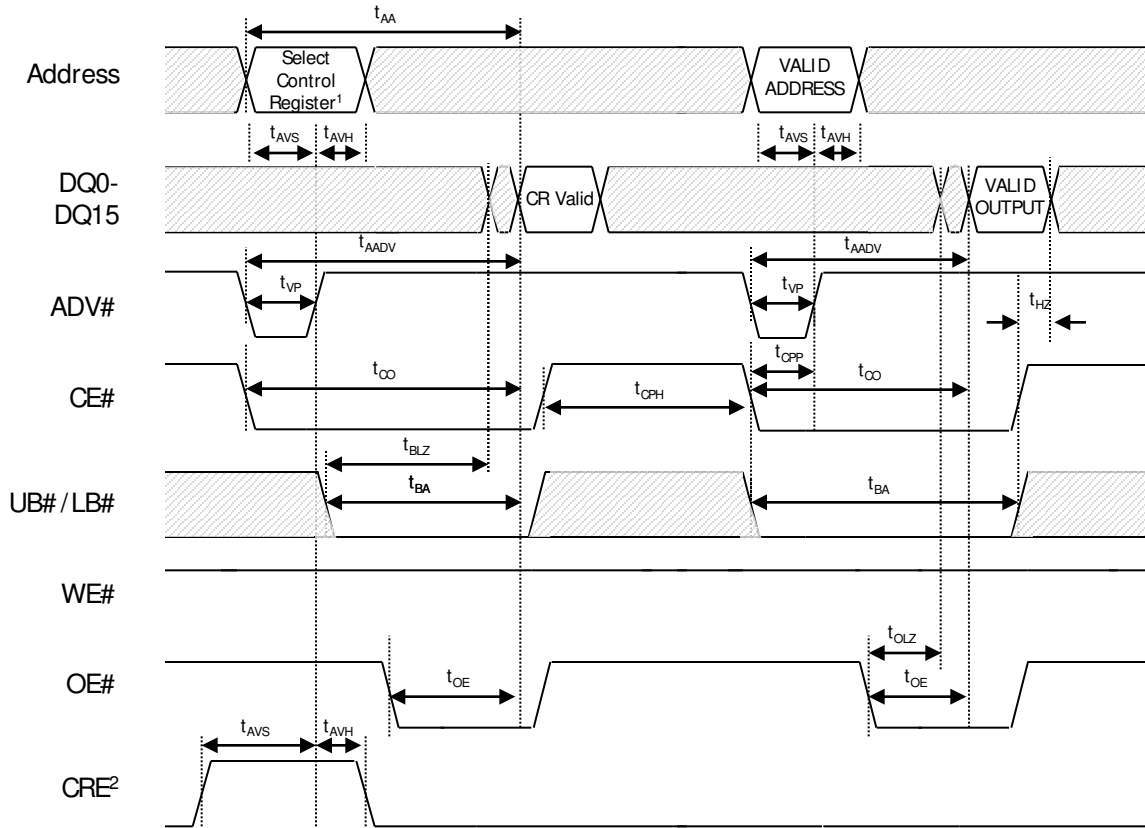 tAA
Address
Select
Control
Register1
VALID
ADDRESS
tAVS
tAVH
tAVS
tAVH
DQ0-
DQ15
CR Valid
VALID
OUTPUT
tAADV
tAADV
ADV#
tVP
tVP
tHZ
CE#
tCO
tCPH
tCPP
tCO
UB# / LB#
tBLZ
tBA
tBA
WE#
OE#
tOE
tOLZ
tOE
tAVS
tAVH
CRE2